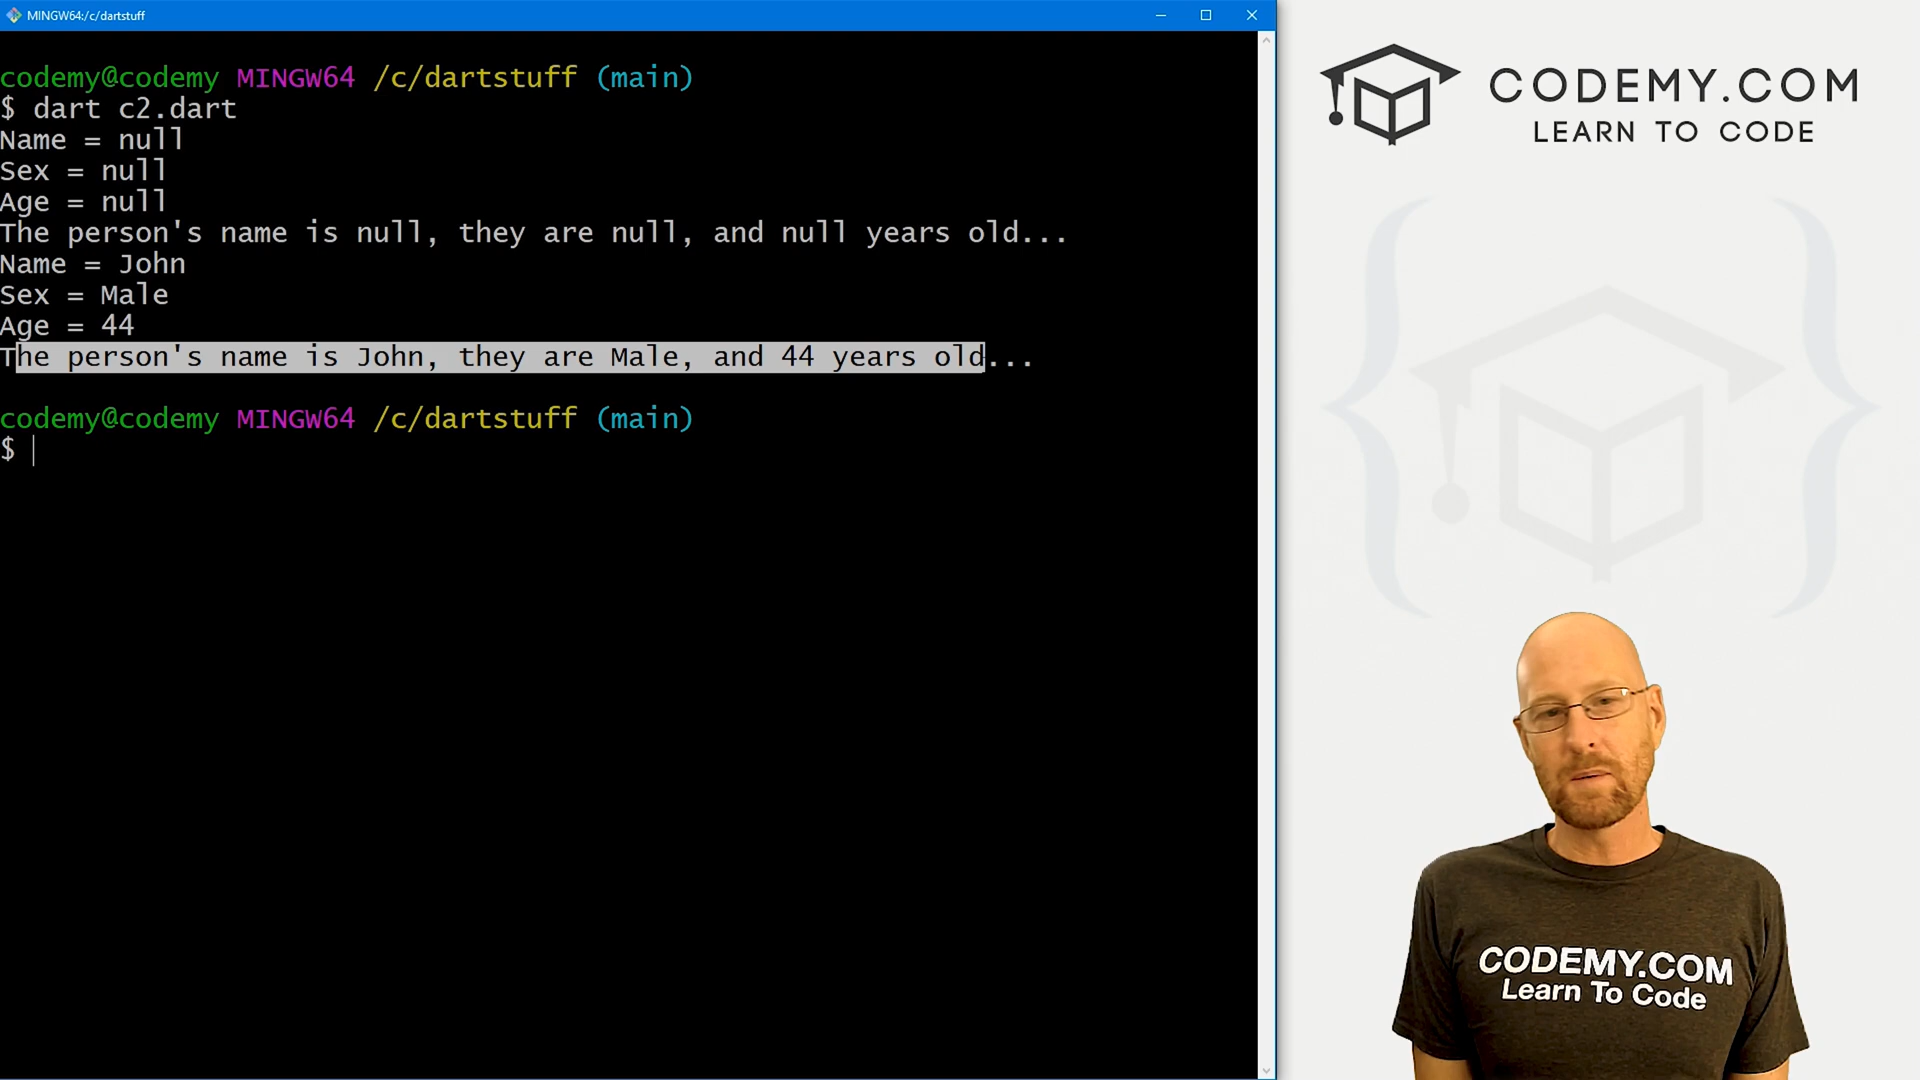 MINGW64:/c/dartstuff
codemy@codemy MINGW64 /c/dartstuff (main)
$ dart c2.dart
Name = null
Sex = null
Age = null
The person's name is null, they are null, and null years old...
Name = John
Sex = Male
Age = 44
The person's name is John, they are Male, and 44 years old...
codemy@codemy MINGW64 /c/dartstuff (main)
$
CODEMY.COM
LEARN TO CODE
CODEMY.COM
Learn To Code